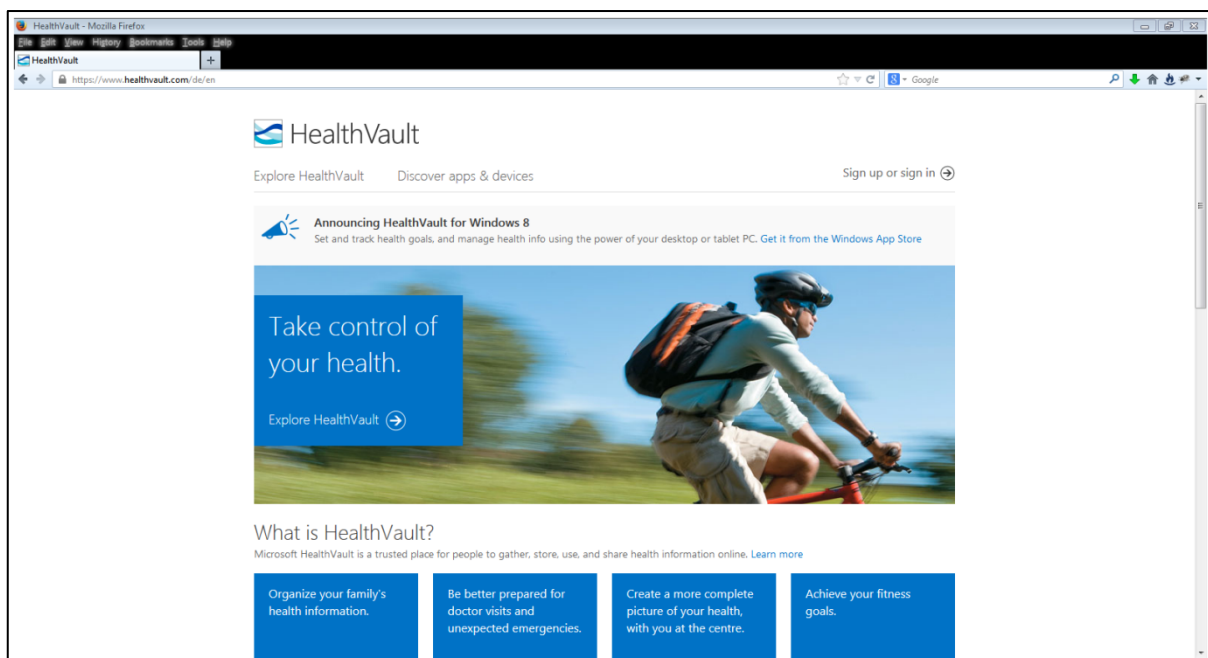 HealthVault - Mozilla Firefox
File Edit View History Bookmarks Tools Help
HealthVault +
https://www.healthvault.com/de/en
Google
HealthVault
Explore HealthVault Discover apps & devices Sign up or sign in
Announcing HealthVault for Windows 8
Set and track health goals, and manage health info using the power of your desktop or tablet PC. Get it from the Windows App Store
Take control of
your health.
Explore HealthVault
What is HealthVault?
Microsoft HealthVault is a trusted place for people to gather, store, use, and share health information online. Learn more
Organize your family's
health information.
Be better prepared for
doctor visits and
unexpected emergencies.
Create a more complete
picture of your health,
with you at the centre.
Achieve your fitness
goals.